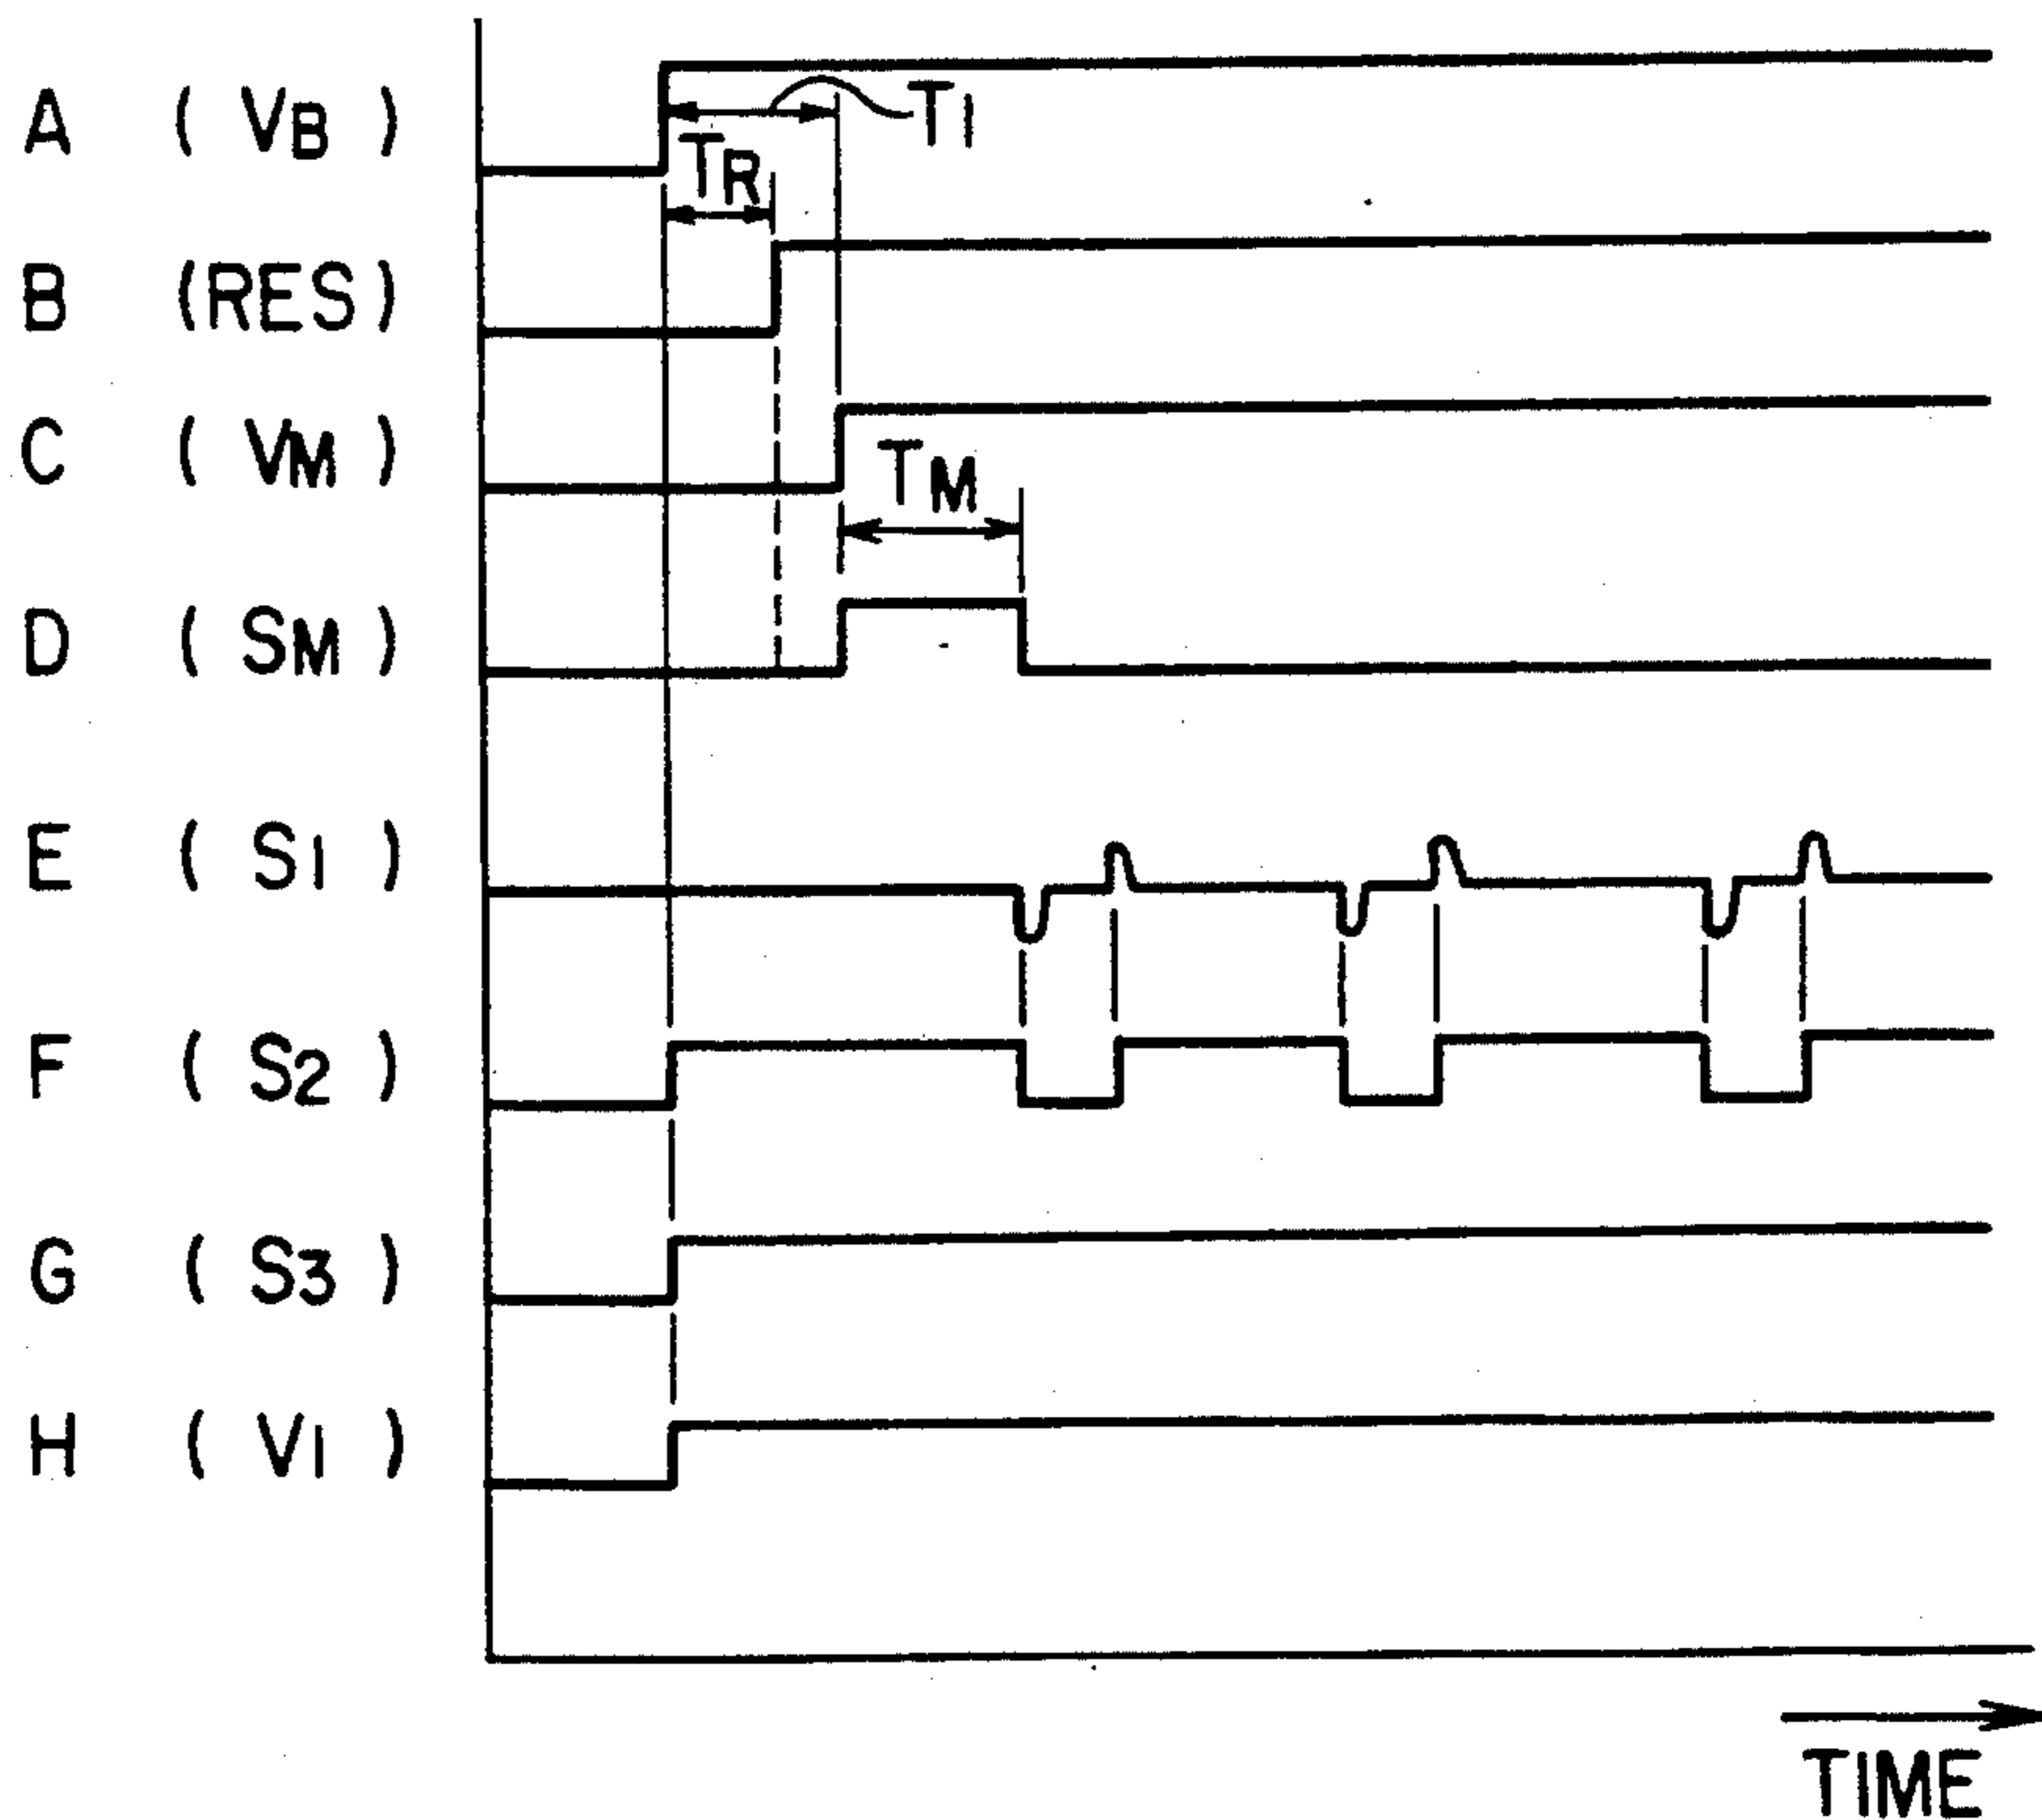 A ( VB )
T1
TR
B (RES)
C ( VM )
TM
D ( SM )
E ( S1 )
F ( S2 )
G ( S3 )
H ( V1 )
TIME